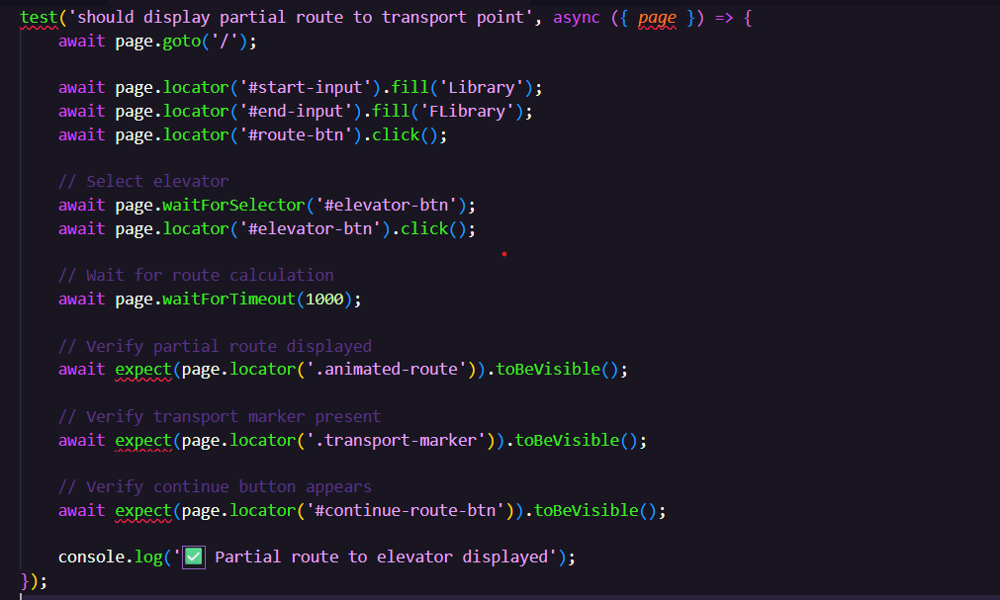 test('should display partial route to transport point', async ({ page }) => {
    await page.goto('/');

    await page.locator('#start-input').fill('Library');
    await page.locator('#end-input').fill('FLibrary');
    await page.locator('#route-btn').click();

    // Select elevator
    await page.waitForSelector('#elevator-btn');
    await page.locator('#elevator-btn').click();

    // Wait for route calculation
    await page.waitForTimeout(1000);

    // Verify partial route displayed
    await expect(page.locator('.animated-route')).toBeVisible();

    // Verify transport marker present
    await expect(page.locator('.transport-marker')).toBeVisible();

    // Verify continue button appears
    await expect(page.locator('#continue-route-btn')).toBeVisible();

    console.log('✅ Partial route to elevator displayed');
});